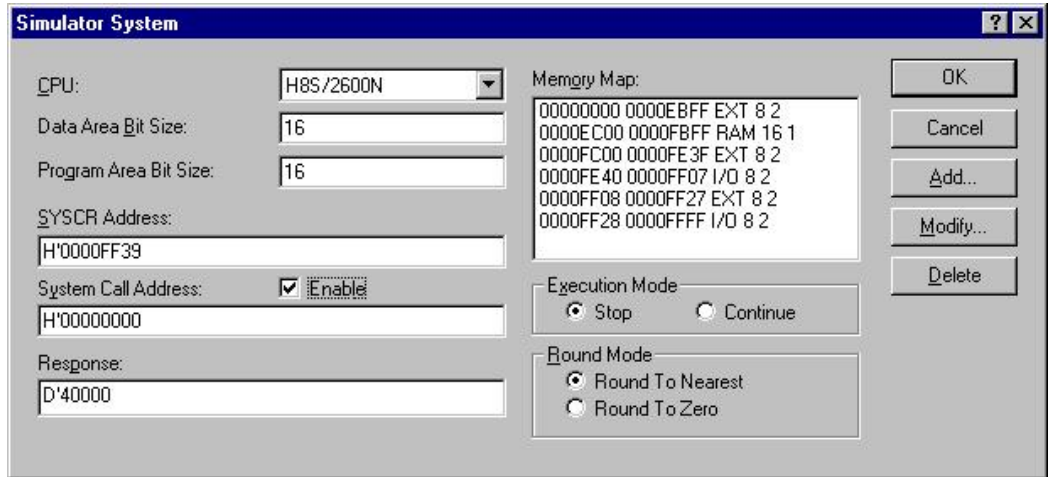 Simulator System
CPU:
H8S/2600N
Data Area Bit Size:
16
Program Area Bit Size:
16
SYSCR Address:
H'0000FF39
System Call Address:
Enable
H'00000000
Response:
D'40000
Memory Map:
00000000 0000EBFF EXT 8 2
0000EC00 0000FBFF RAM 16 1
0000FC00 0000FE3F EXT 8 2
0000FE40 0000FF07 I/O 8 2
0000FF08 0000FF27 EXT 8 2
0000FF28 0000FFFF I/O 8 2
Execution Mode
Stop
Continue
Round Mode
Round To Nearest
Round To Zero
OK
Cancel
Add...
Modify...
Delete